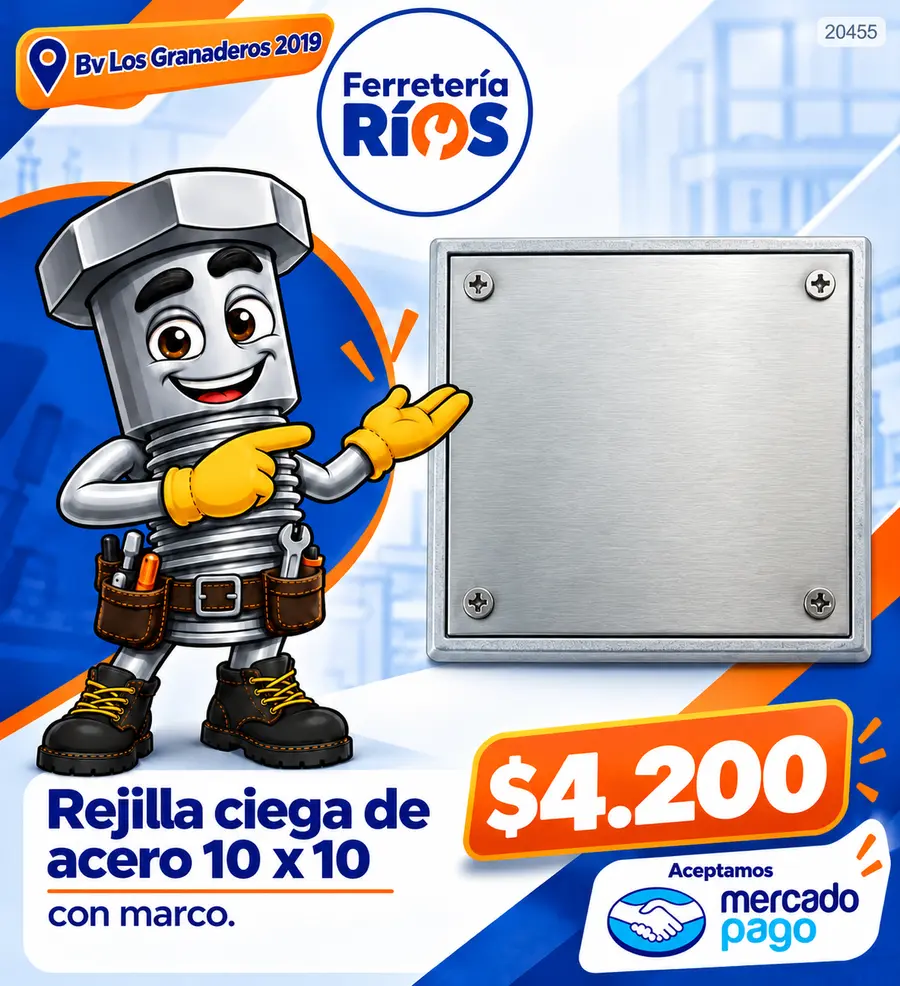 Bv Los Granaderos 2019
Ferretería
RÍOS
20455
$4.200
Rejilla ciega de
acero 10 x 10
con marco.
Aceptamos
mercado
pago